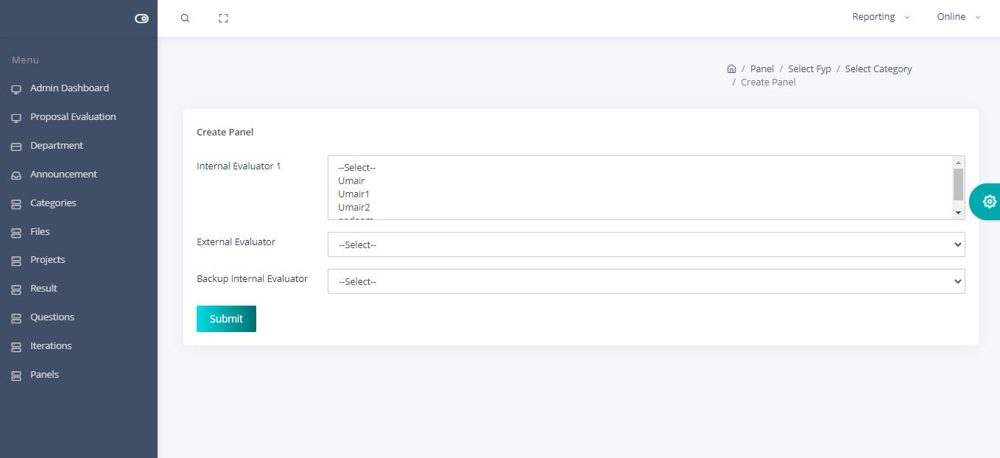 Reporting
Online
Menu
Admin Dashboard
Proposal Evaluation
Department
Announcement
Categories
Files
Projects
Result
Questions
Iterations
Panels
/ Panel / Select Fyp / Select Category
/ Create Panel
Create Panel
Internal Evaluator 1
--Select--
Umair
Umair1
Umair2
External Evaluator
--Select--
Backup Internal Evaluator
--Select--
Submit